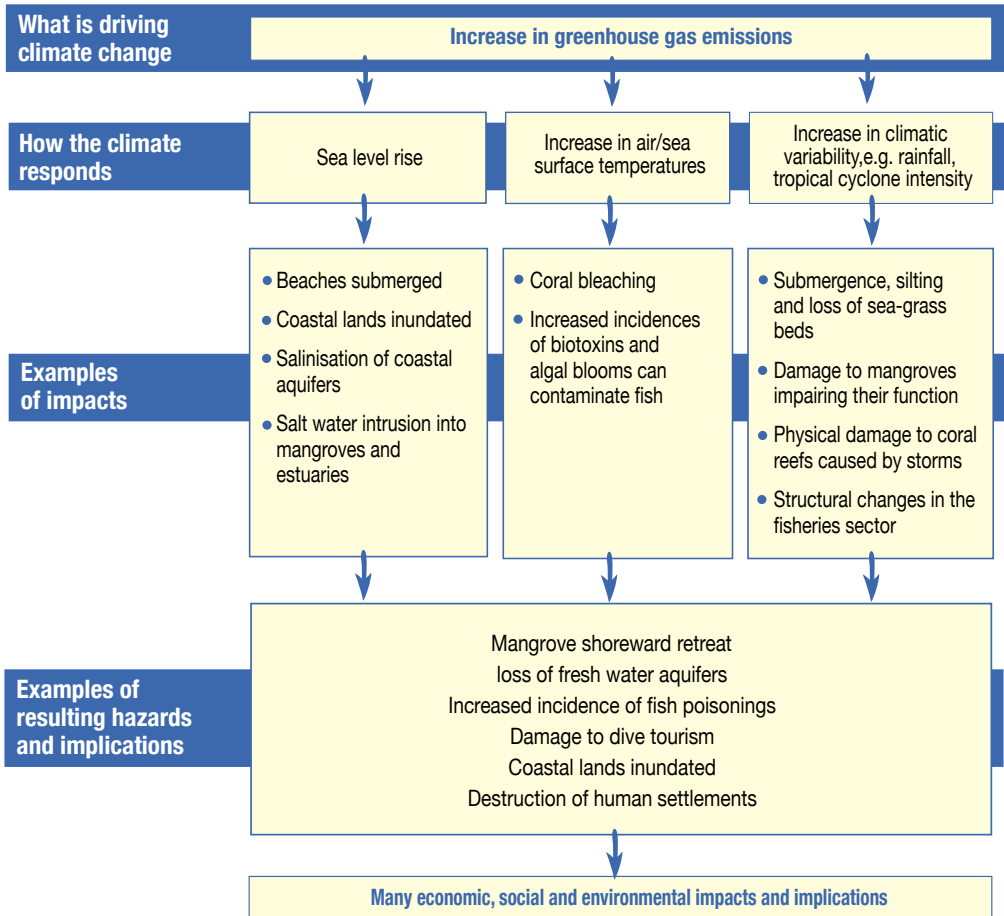 What is driving
climate change
Increase in greenhouse gas emissions
How the climate
responds
Sea level rise
Increase in air/sea
surface temperatures
Increase in climatic
variability,e.g. rainfall,
tropical cyclone intensity
Examples
of impacts
• Beaches submerged
• Coastal lands inundated
• Salinisation of coastal
aquifers
• Salt water intrusion into
mangroves and
estuaries
• Coral bleaching
• Increased incidences
of biotoxins and
algal blooms can
contaminate fish
• Submergence, silting
and loss of sea-grass
beds
• Damage to mangroves
impairing their function
• Physical damage to coral
reefs caused by storms
• Structural changes in the
fisheries sector
Examples of
resulting hazards
and implications
Mangrove shoreward retreat
loss of fresh water aquifers
Increased incidence of fish poisonings
Damage to dive tourism
Coastal lands inundated
Destruction of human settlements
Many economic, social and environmental impacts and implications